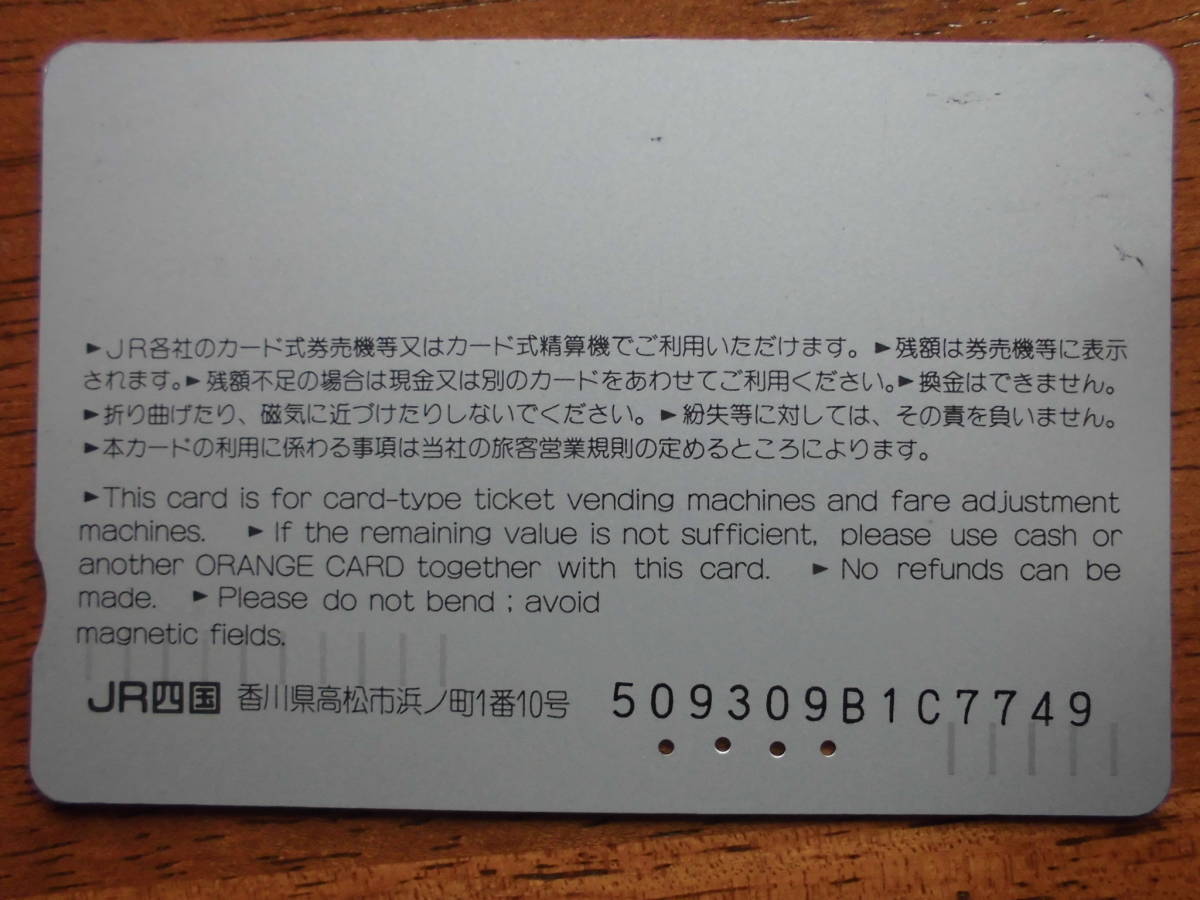 ►JR各社のカード式券売機等又はカード式精算機でご利用いただけます。 ►残額は券売機等に表示
されます。►残額不足の場合は現金又は別のカードをあわせてご利用ください。►換金はできません。
►折り曲げたり、磁気に近づけたりしないでください。 ►紛失等に対しては、その責を負いません。
►本カードの利用に係わる事項は当社の旅客営業規則の定めるところによります。
►This card is for card-type ticket vending machines and fare adjustment
machines. ►If the remaining value is not sufficient, please use cash or
another ORANGE CARD together with this card. ►No refunds can be
made. ►Please do not bend ; avoid
magnetic fields.
JR四国 香川県高松市浜ノ町1番10号 509309B1C7749